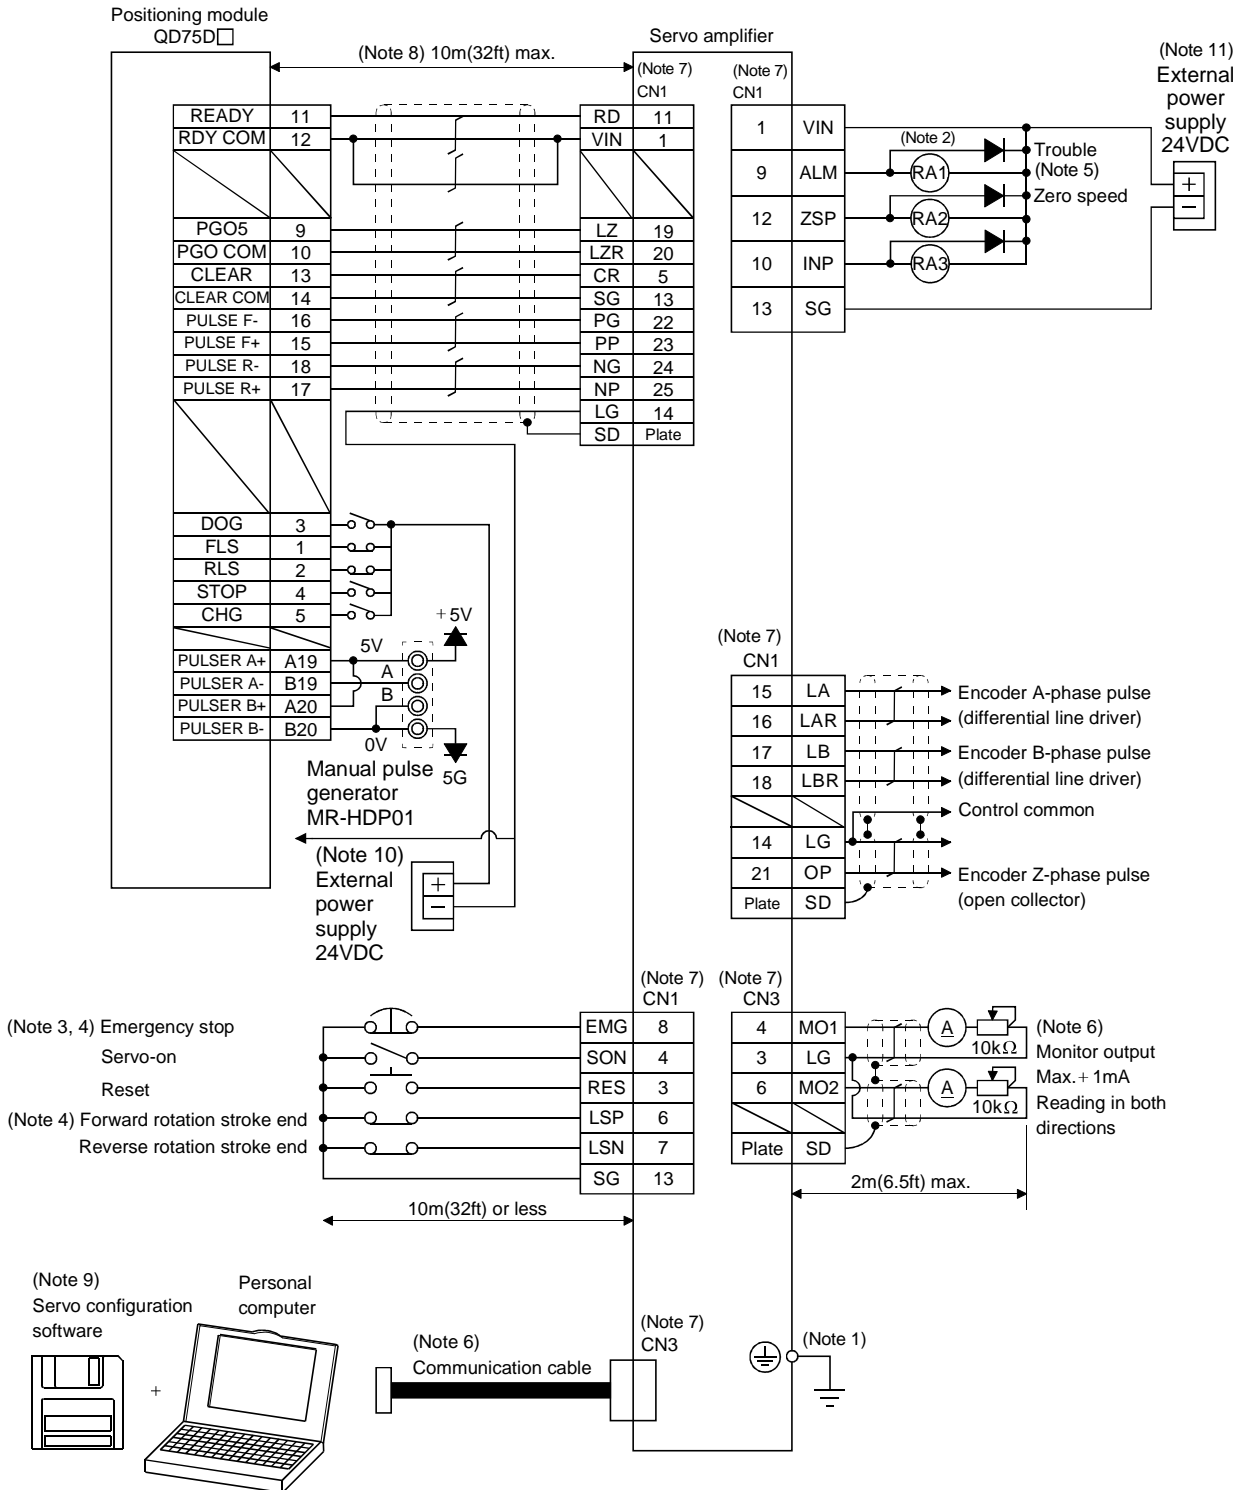 Positioning module
QD75D□
(Note 8) 10m(32ft) max.
Servo amplifier
(Note 7)
CN1
READY 11
RDY COM 12
PGO5 9
PGO COM 10
CLEAR 13
CLEAR COM 14
PULSE F- 16
PULSE F+ 15
PULSE R- 18
PULSE R+ 17
RD 11
VIN 1
LZ 19
LZR 20
CR 5
SG 13
PG 22
PP 23
NG 24
NP 25
LG 14
SD Plate
DOG 3
FLS 1
RLS 2
STOP 4
CHG 5
PULSER A+ A19
PULSER A- B19
PULSER B+ A20
PULSER B- B20
+5V
5V
A
B
0V
5G
Manual pulse
generator
MR-HDP01
(Note 10)
External
power
supply
24VDC
+
−
(Note 7)
CN1
1 VIN
9 ALM
12 ZSP
10 INP
13 SG
(Note 2)
RA1
RA2
RA3
Trouble
(Note 5)
Zero speed
(Note 11)
External
power
supply
24VDC
+
−
(Note 7)
CN1
15 LA
16 LAR
17 LB
18 LBR
14 LG
21 OP
Plate SD
Encoder A-phase pulse
(differential line driver)
Encoder B-phase pulse
(differential line driver)
Control common
Encoder Z-phase pulse
(open collector)
(Note 3, 4) Emergency stop
Servo-on
Reset
(Note 4) Forward rotation stroke end
Reverse rotation stroke end
(Note 7)
CN1
EMG 8
SON 4
RES 3
LSP 6
LSN 7
SG 13
10m(32ft) or less
(Note 7)
CN3
4 MO1
3 LG
6 MO2
Plate SD
A
10kΩ
A
10kΩ
(Note 6)
Monitor output
Max.+1mA
Reading in both
directions
2m(6.5ft) max.
(Note 9)
Servo configuration
software
+
Personal
computer
(Note 6)
Communication cable
(Note 7)
CN3
(Note 1)